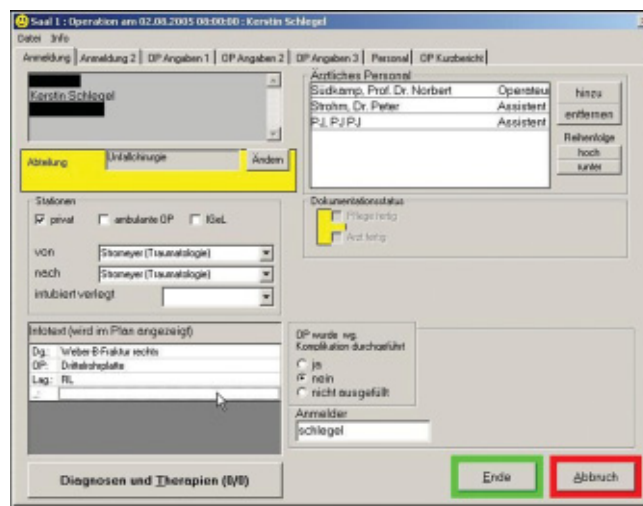 Saal 1 : Operation am 02.08.2005 08:00:00 : Kerstin Schlegel
Datei Info
Anmeldung Anmeldung 2 OP Angaben 1 OP Angaben 2 OP Angaben 3 Personal OP Kurzbericht
Kerstin Schlegel
Abteilung Unfallchirurgie Ändern
Ärztliches Personal
Südkamp, Prof. Dr. Norbert Operateu
Strohm, Dr. Peter Assistent
PJ, PJ PJ Assistent
hinzu
entfernen
Reihenfolge
hoch
runter
Stationen
privat ambulante OP IGeL
von Stromeyer (Traumatologie)
nach Stromeyer (Traumatologie)
intubiert verlegt
Dokumentationsstatus
Pflege fertig
Arzt fertig
Infotext (wird im Plan angezeigt)
Dg.: Weber-B-Fraktur rechts
OP: Drittelrohrplatte
Lag.: RL
OP wurde wg.
Komplikation durchgeführt
ja
nein
nicht ausgefüllt
Anmelder
schlegel
Diagnosen und Therapien (0/0)
Ende
Abbruch